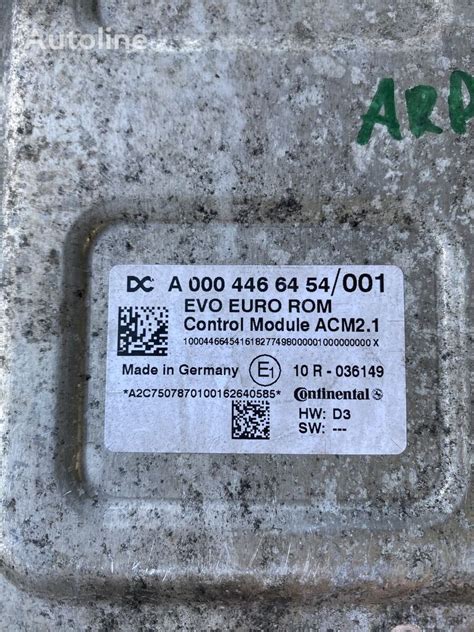 Autoline
ARP
DC A 000 446 64 54/001
EVO EURO ROM
Control Module ACM2.1
10004466454161827749800000100000000 X
Made in Germany E1 10 R - 036149
*A2C7507870100162640585* Continental
HW: D3
SW: ---